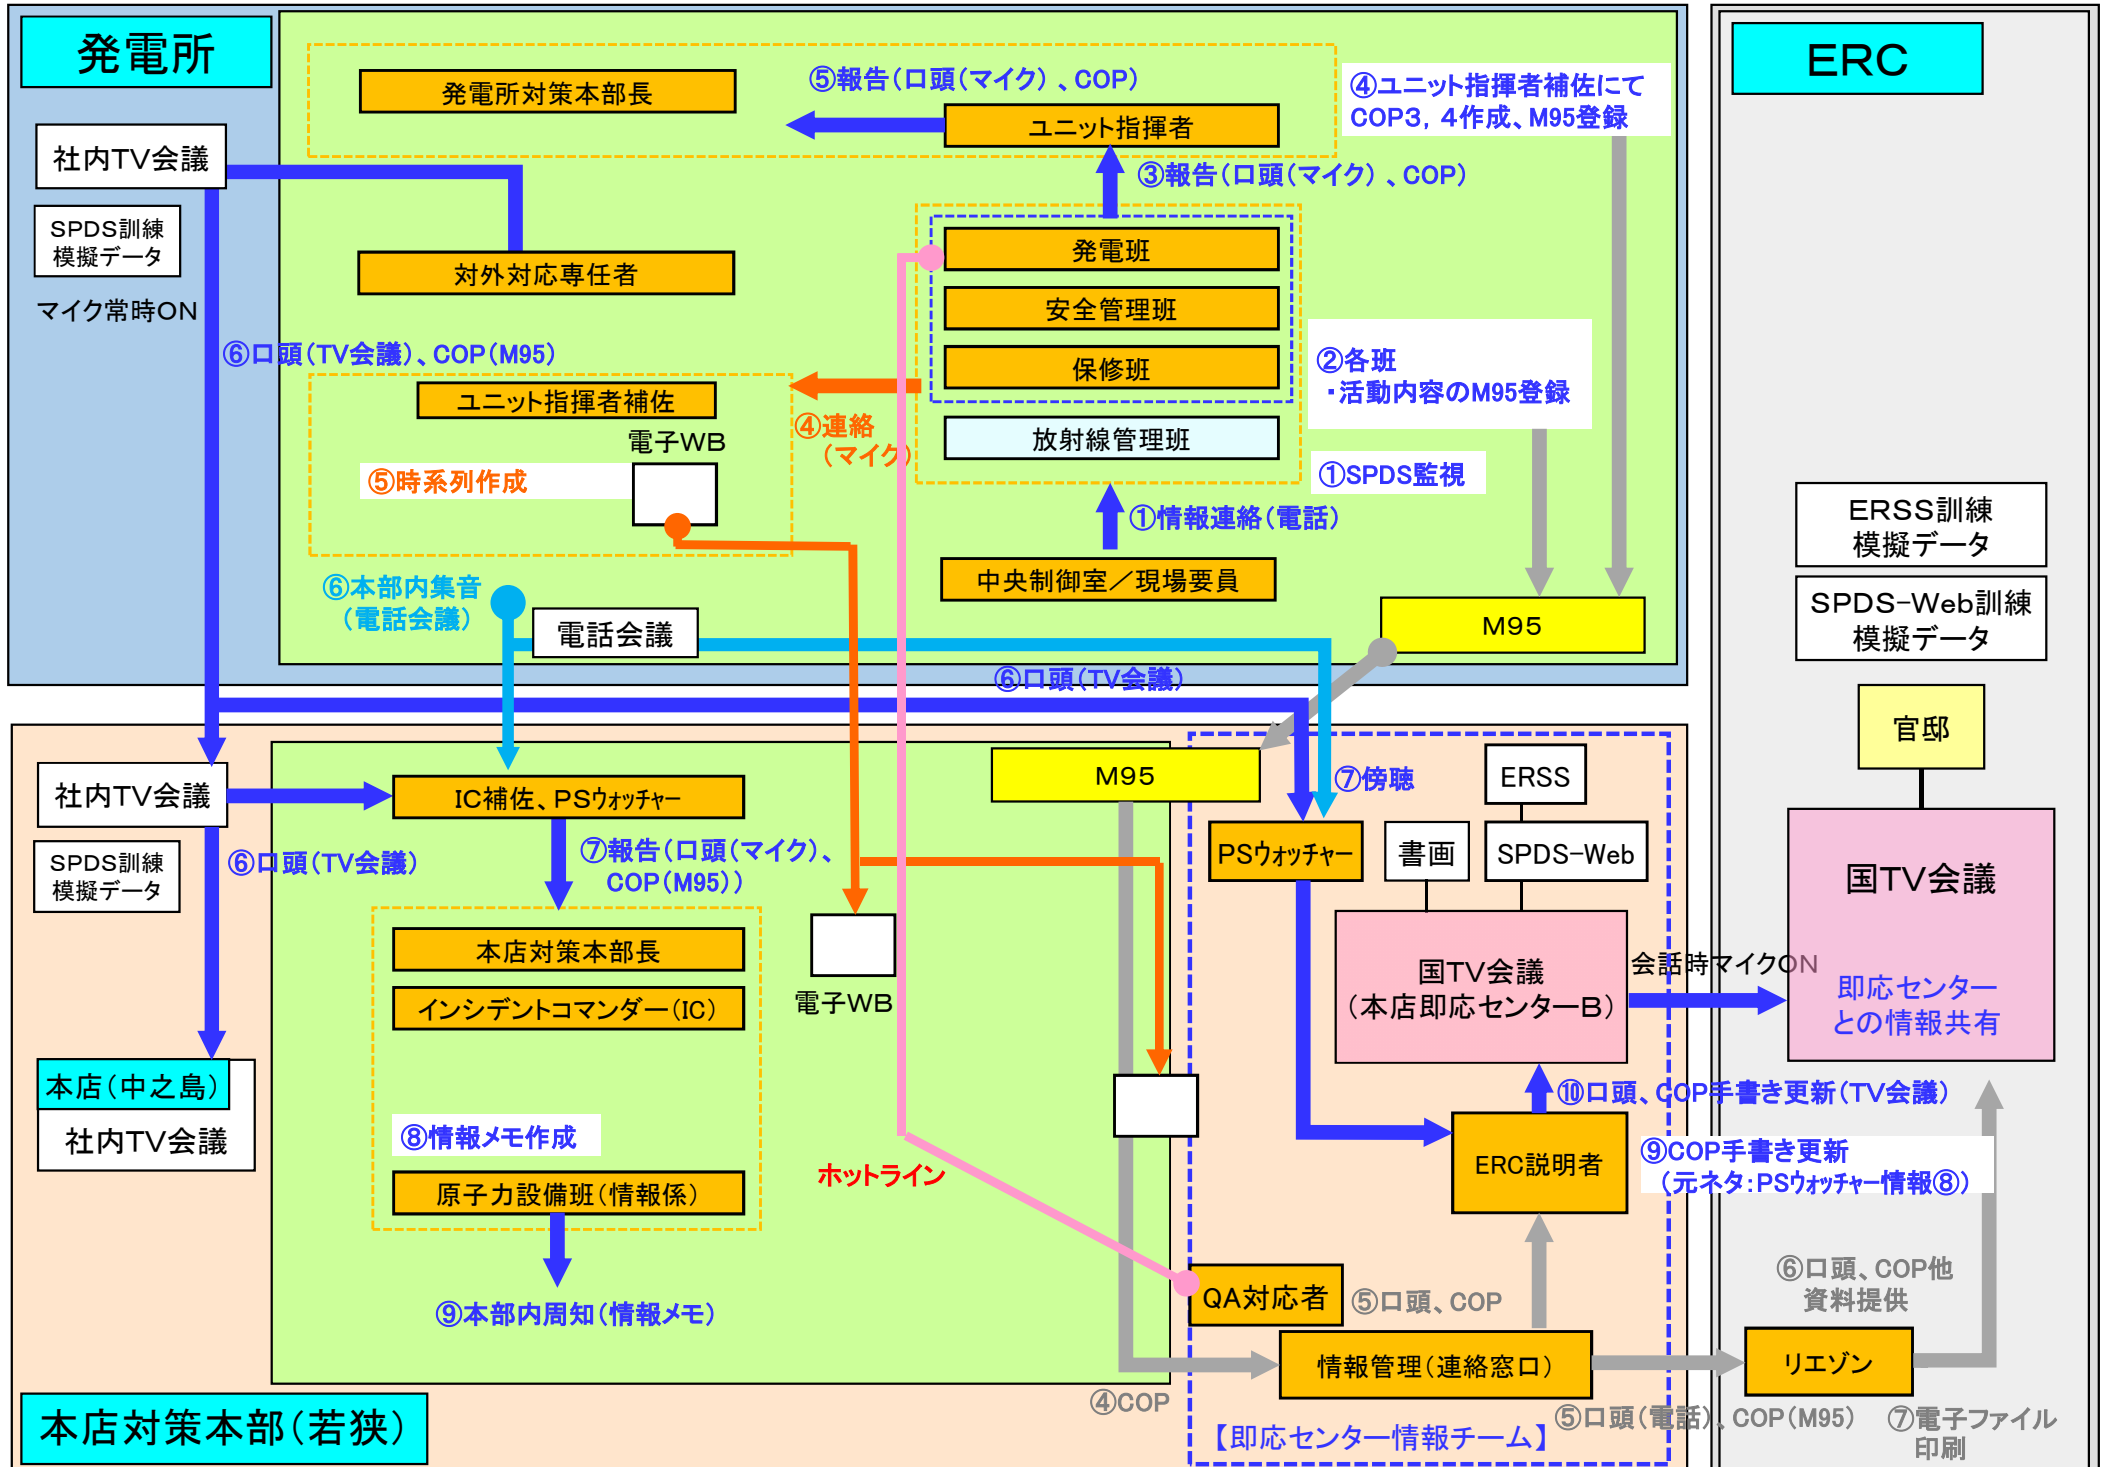 発電所
発電所対策本部長
⑤報告(口頭(マイク)、COP)
ユニット指揮者
④ユニット指揮者補佐にて
COP3,4作成、M95登録
社内TV会議
SPDS訓練
模擬データ
マイク常時ON
③報告(口頭(マイク)、COP)
対外対応専任者
発電班
安全管理班
保修班
放射線管理班
⑥口頭(TV会議)、COP(M95)
②各班
・活動内容のM95登録
①SPDS監視
ユニット指揮者補佐
電子WB
④連絡
(マイク)
⑤時系列作成
①情報連絡(電話)
中央制御室/現場要員
⑥本部内集音
(電話会議)
電話会議
M95
⑥口頭(TV会議)
ERC
ERSS訓練
模擬データ
SPDS-Web訓練
模擬データ
官邸
国TV会議
即応センター
との情報共有
社内TV会議
SPDS訓練
模擬データ
IC補佐、PSウォッチャー
⑥口頭(TV会議)
⑦報告(口頭(マイク)、
COP(M95))
M95
⑦傍聴
ERSS
PSウォッチャー
書画
SPDS-Web
本店対策本部長
インシデントコマンダー(IC)
電子WB
国TV会議
(本店即応センターB)
会話時マイクON
本店(中之島)
社内TV会議
⑧情報メモ作成
原子力設備班(情報係)
⑨本部内周知(情報メモ)
ホットライン
⑩口頭、COP手書き更新(TV会議)
ERC説明者
⑨COP手書き更新
(元ネタ:PSウォッチャー情報⑧)
QA対応者
⑤口頭、COP
⑥口頭、COP他
資料提供
情報管理(連絡窓口)
リエゾン
④COP
⑤口頭(電話)、COP(M95)
⑦電子ファイル
印刷
【即応センター情報チーム】
本店対策本部(若狭)